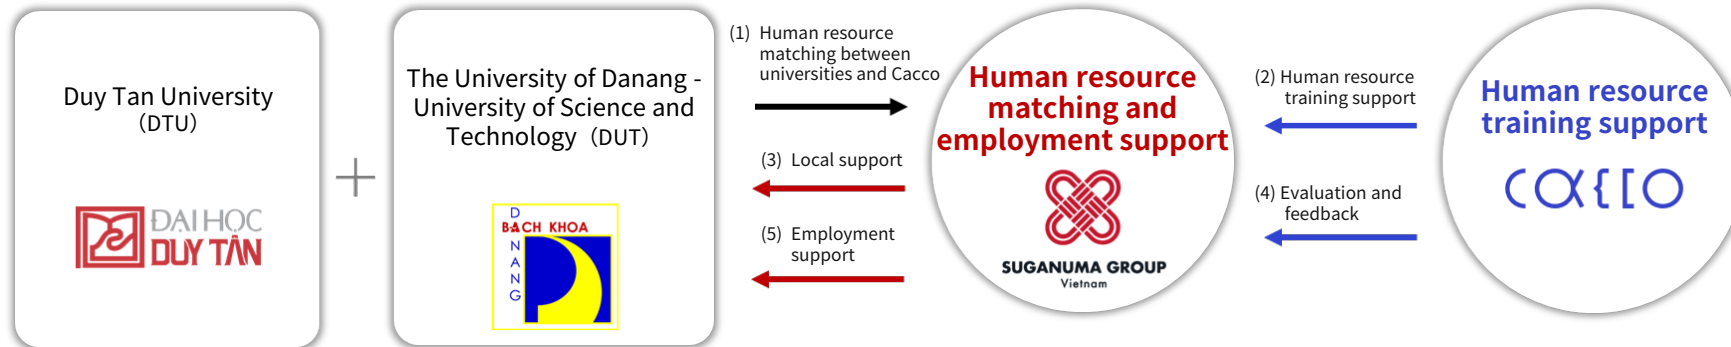 Duy Tan University
（DTU）
ĐẠI HỌC
DUY TÂN
The University of Danang -
University of Science and
Technology（DUT）
DANANG
BÁCH KHOA
(1) Human resource
matching between
universities and Cacco
(3) Local support
(5) Employment
support
Human resource
matching and
employment support
SUGANUMA GROUP
Vietnam
(2) Human resource
training support
(4) Evaluation and
feedback
Human resource
training support
cacco